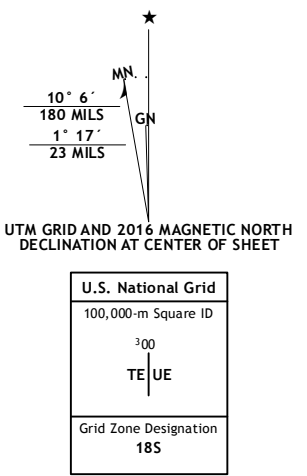 ★
MN
10° 6´
180 MILS
GN
1° 17´
23 MILS
UTM GRID AND 2016 MAGNETIC NORTH
DECLINATION AT CENTER OF SHEET
U.S. National Grid
100,000-m Square ID
³00
TE UE
Grid Zone Designation
18S